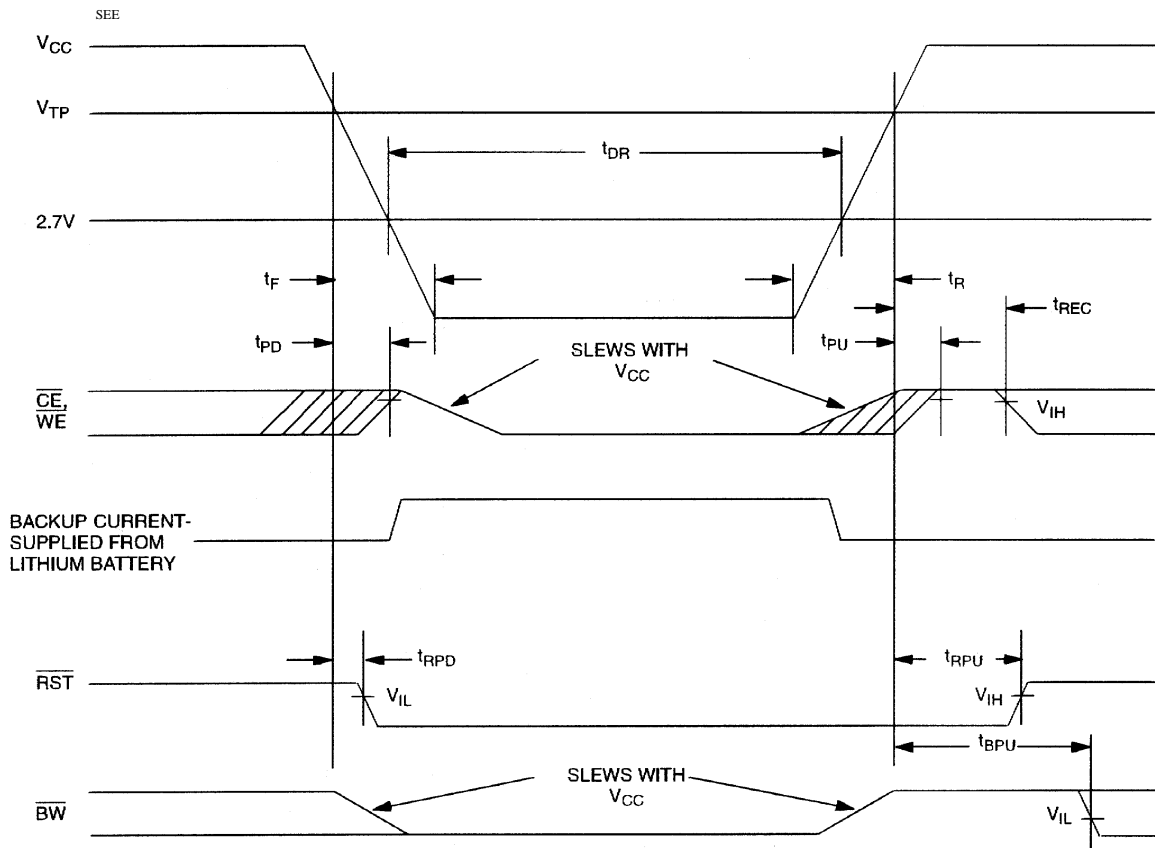 SEE
VCC
VTP
tDR
2.7V
tF
tR
tREC
tPD
SLEWS WITH
VCC
tPU
CE,
WE
VIH
BACKUP CURRENT-
SUPPLIED FROM
LITHIUM BATTERY
tRPD
tRPU
RST
VIL
VIH
tBPU
SLEWS WITH
VCC
BW
VIL